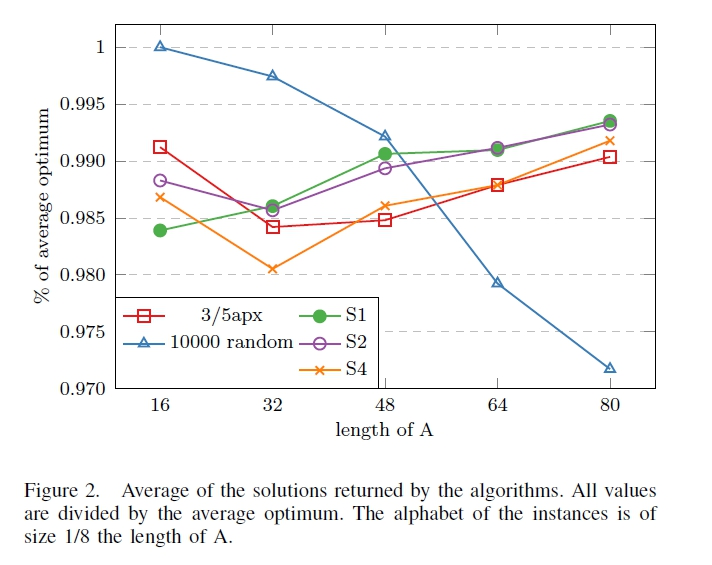 1
0.995
0.990
0.985
0.980
0.975
0.970
% of average optimum
3/5apx
10000 random
S1
S2
S4
16 32 48 64 80
length of A
Figure 2. Average of the solutions returned by the algorithms. All values
are divided by the average optimum. The alphabet of the instances is of
size 1/8 the length of A.